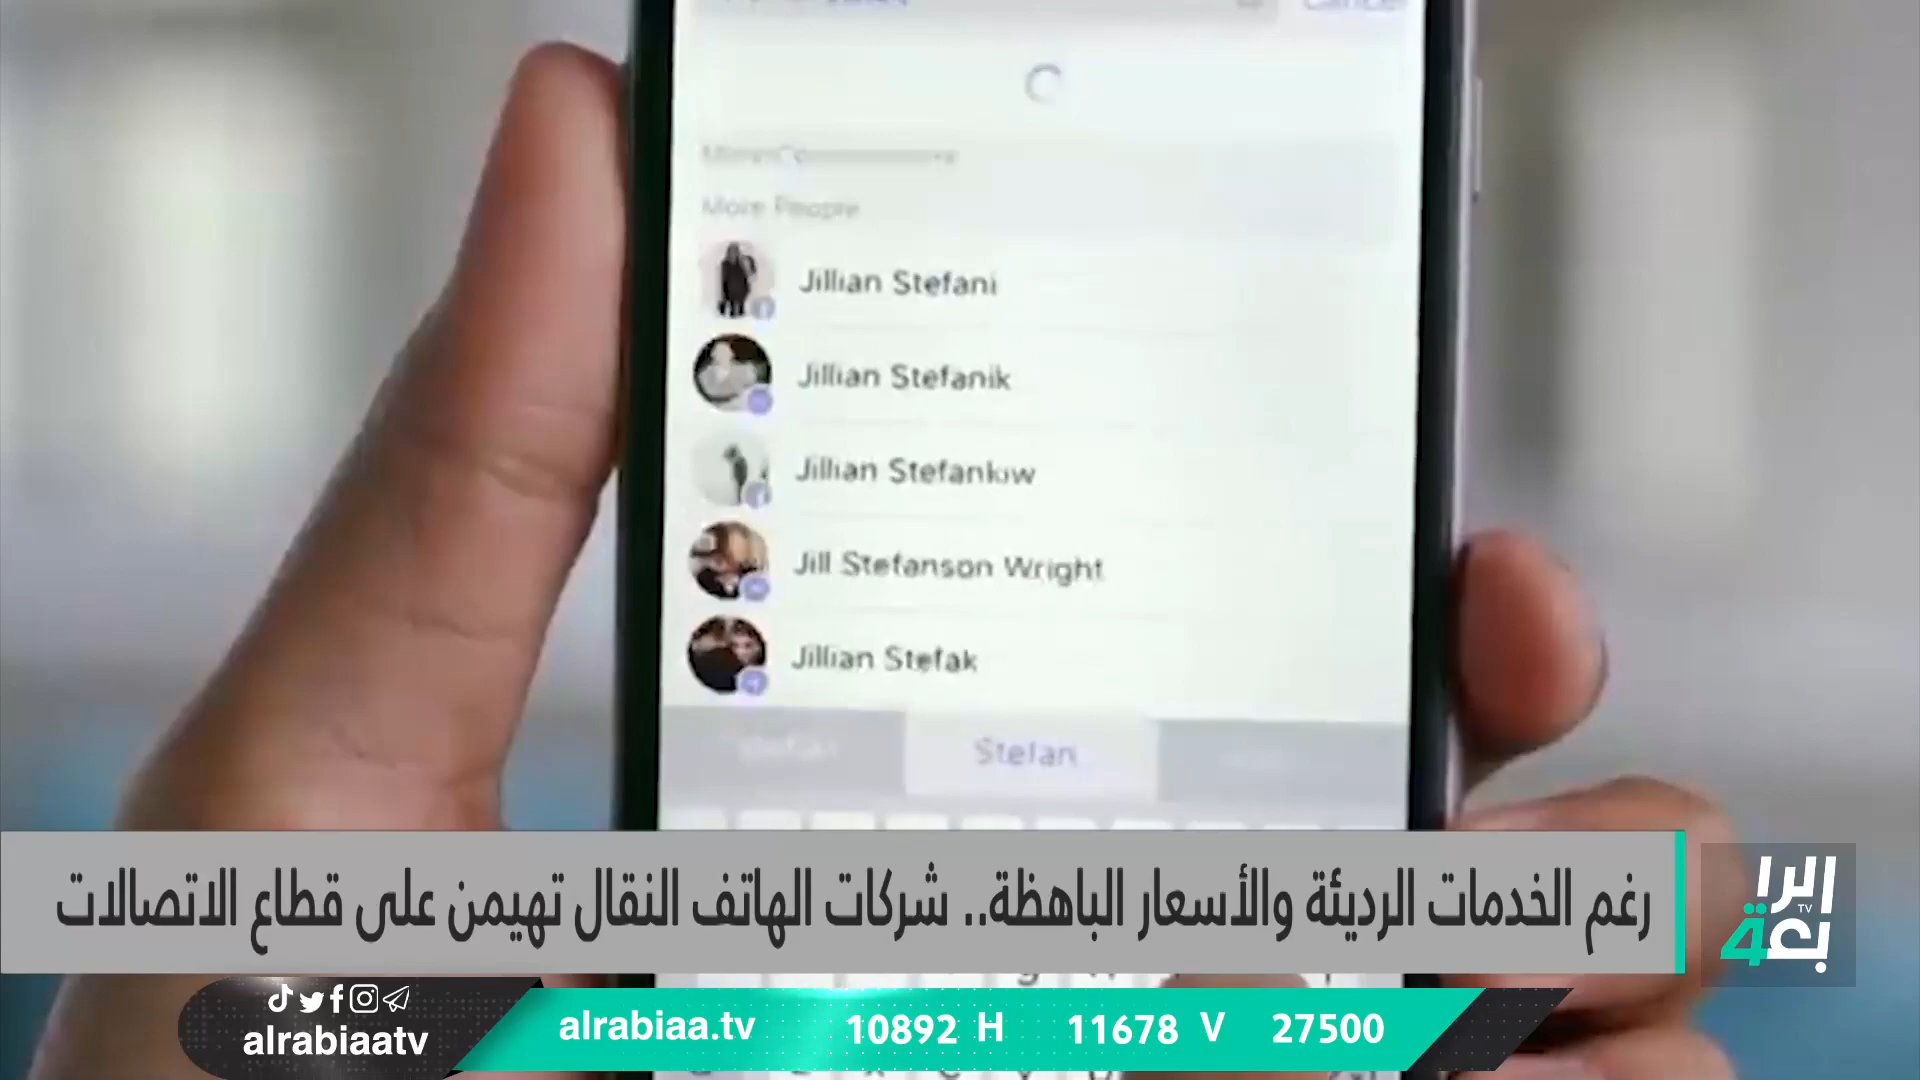 More People
Jillian Stefani
Jillian Stefanik
Jillian Stefankiw
Jill Stefanson Wright
Jillian Stefak
Stefan
رغم الخدمات الرديئة والأسعار الباهظة.. شركات الهاتف النقال تهيمن على قطاع الاتصالات
الرابعة TV
alrabiaatv
alrabiaa.tv 10892 H 11678 V 27500